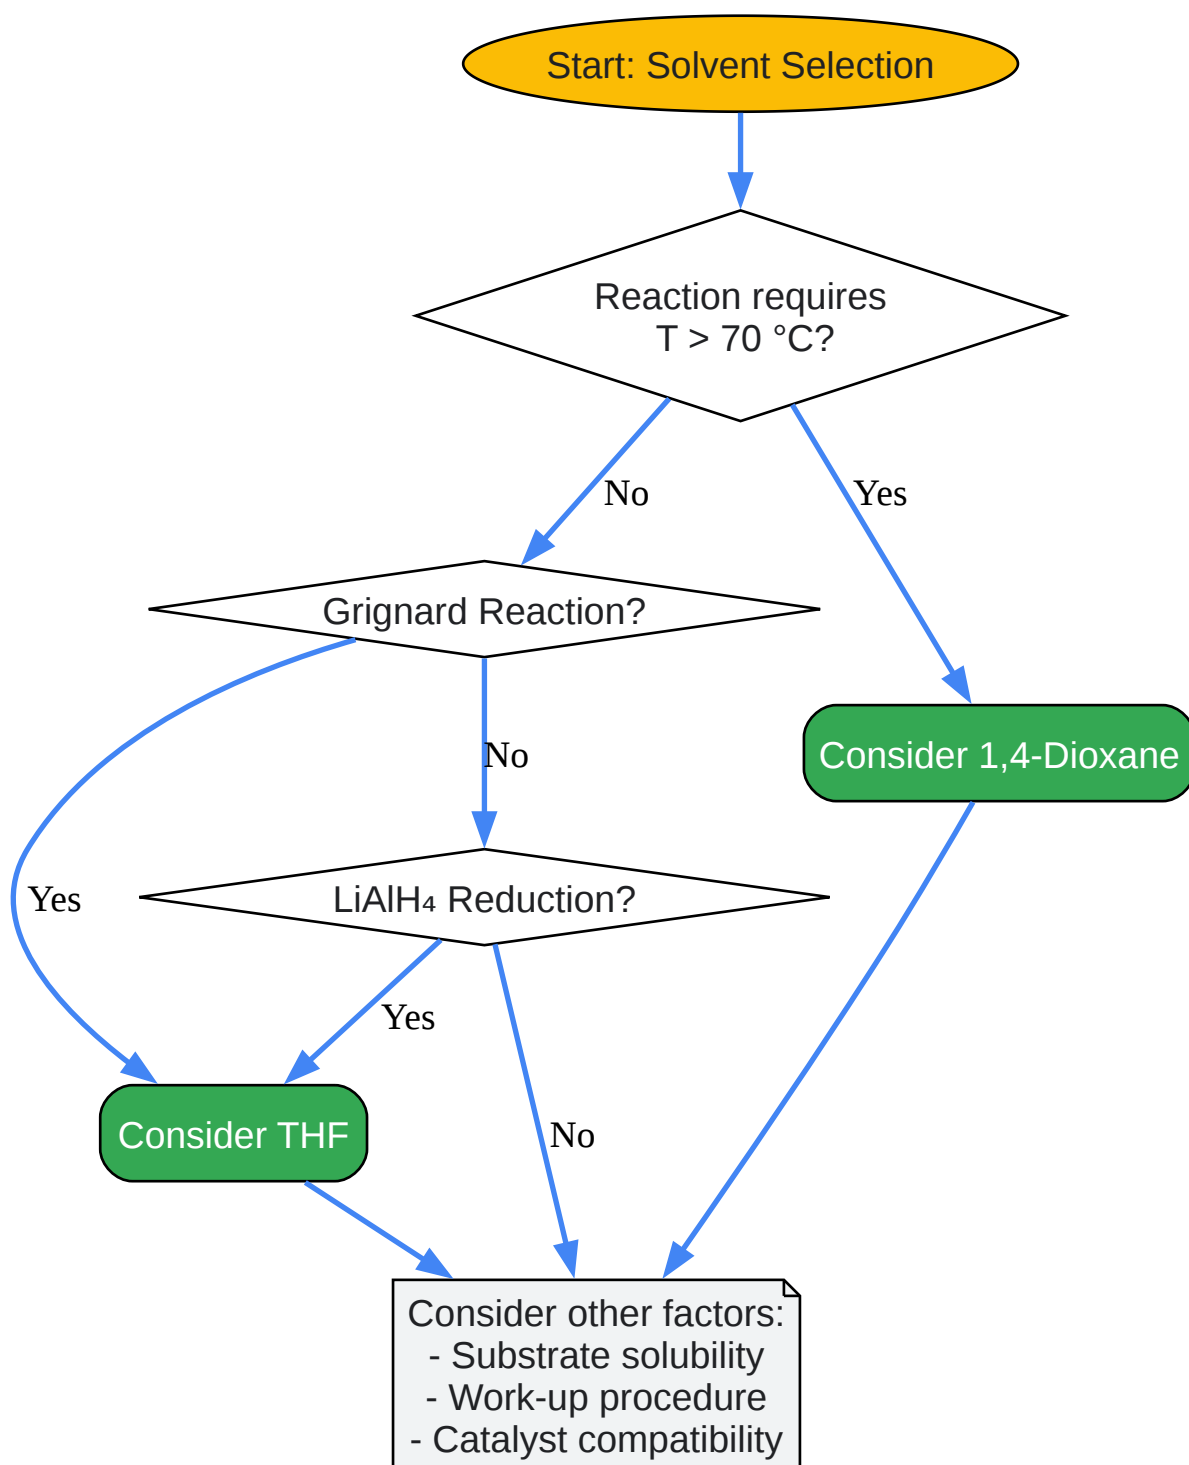 Start: Solvent Selection
Reaction requires
T > 70 °C?
No
Yes
Grignard Reaction?
No
Consider 1,4-Dioxane
Yes
LiAlH₄ Reduction?
Yes
No
Consider THF
Consider other factors:
- Substrate solubility
- Work-up procedure
- Catalyst compatibility